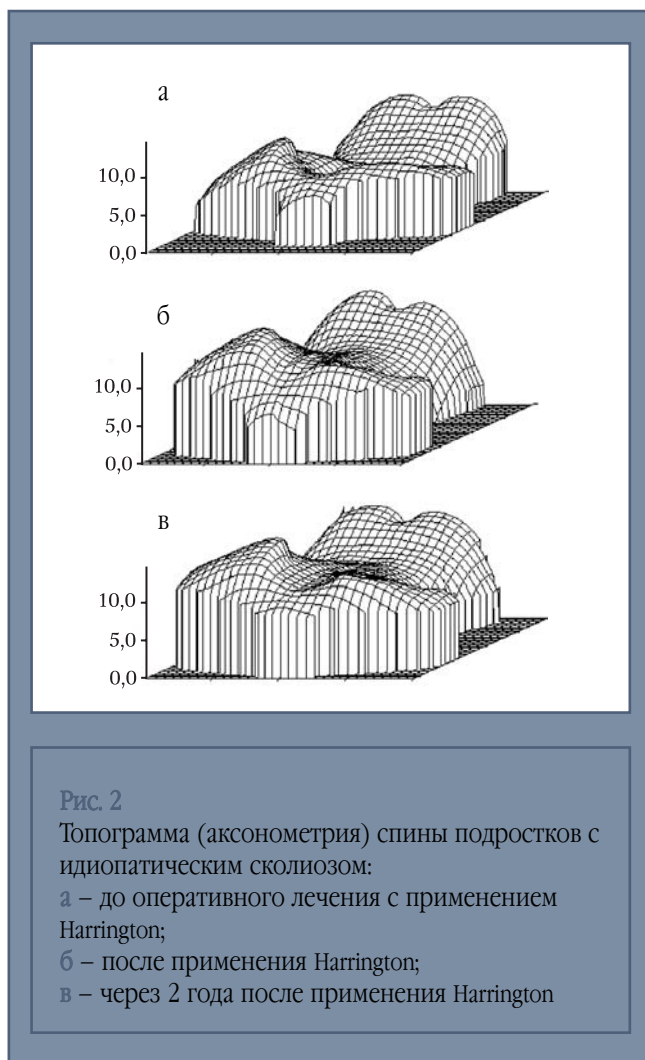 а
10,0
5,0
0,0
б
10,0
5,0
0,0
в
10,0
5,0
0,0
Рис. 2
Топограмма (аксонометрия) спины подростков с
идиопатическим сколиозом:
а – до оперативного лечения с применением
Harrington;
б – после применения Harrington;
в – через 2 года после применения Harrington